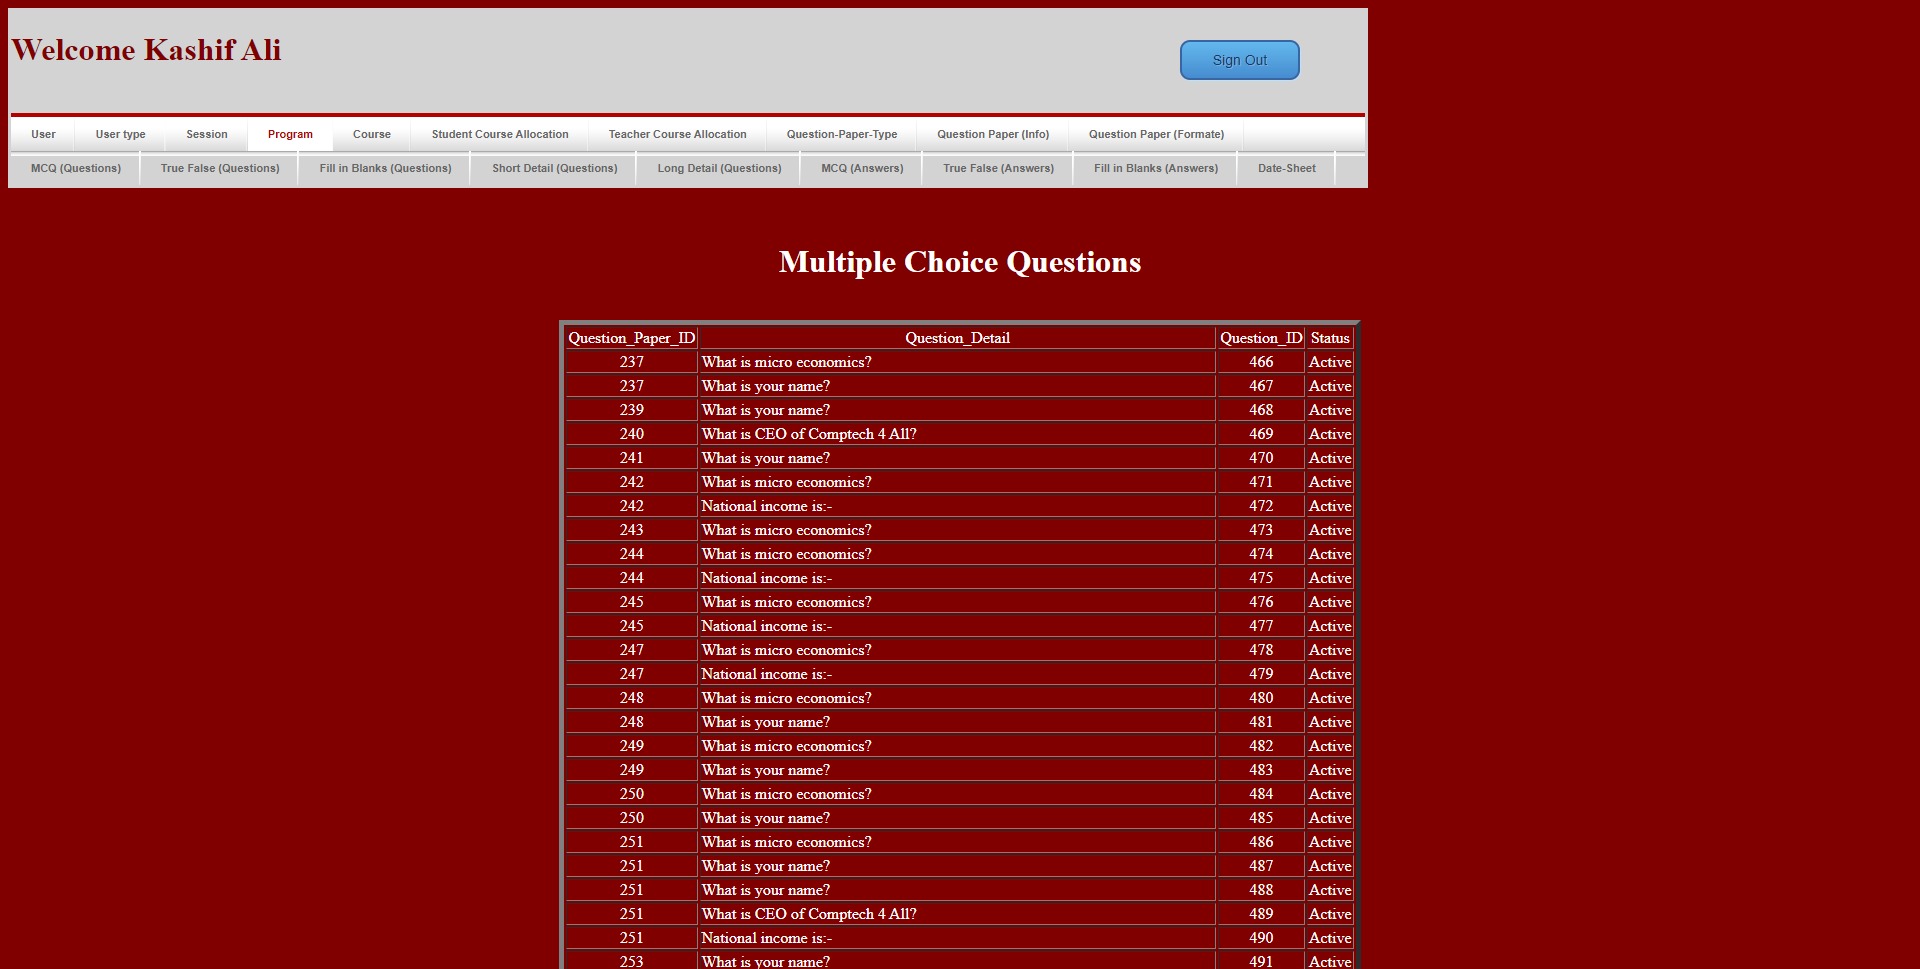 Welcome Kashif Ali
Sign Out
User User type Session Program Course Student Course Allocation Teacher Course Allocation Question-Paper-Type Question Paper (Info) Question Paper (Formate)
MCQ (Questions) True False (Questions) Fill in Blanks (Questions) Short Detail (Questions) Long Detail (Questions) MCQ (Answers) True False (Answers) Fill in Blanks (Answers) Date-Sheet
Multiple Choice Questions
Question_Paper_ID Question_Detail Question_ID Status
237 What is micro economics? 466 Active
237 What is your name? 467 Active
239 What is your name? 468 Active
240 What is CEO of Comptech 4 All? 469 Active
241 What is your name? 470 Active
242 What is micro economics? 471 Active
242 National income is:- 472 Active
243 What is micro economics? 473 Active
244 What is micro economics? 474 Active
244 National income is:- 475 Active
245 What is micro economics? 476 Active
245 National income is:- 477 Active
247 What is micro economics? 478 Active
247 National income is:- 479 Active
248 What is micro economics? 480 Active
248 What is your name? 481 Active
249 What is micro economics? 482 Active
249 What is your name? 483 Active
250 What is micro economics? 484 Active
250 What is your name? 485 Active
251 What is micro economics? 486 Active
251 What is your name? 487 Active
251 What is your name? 488 Active
251 What is CEO of Comptech 4 All? 489 Active
251 National income is:- 490 Active
253 What is your name? 491 Active